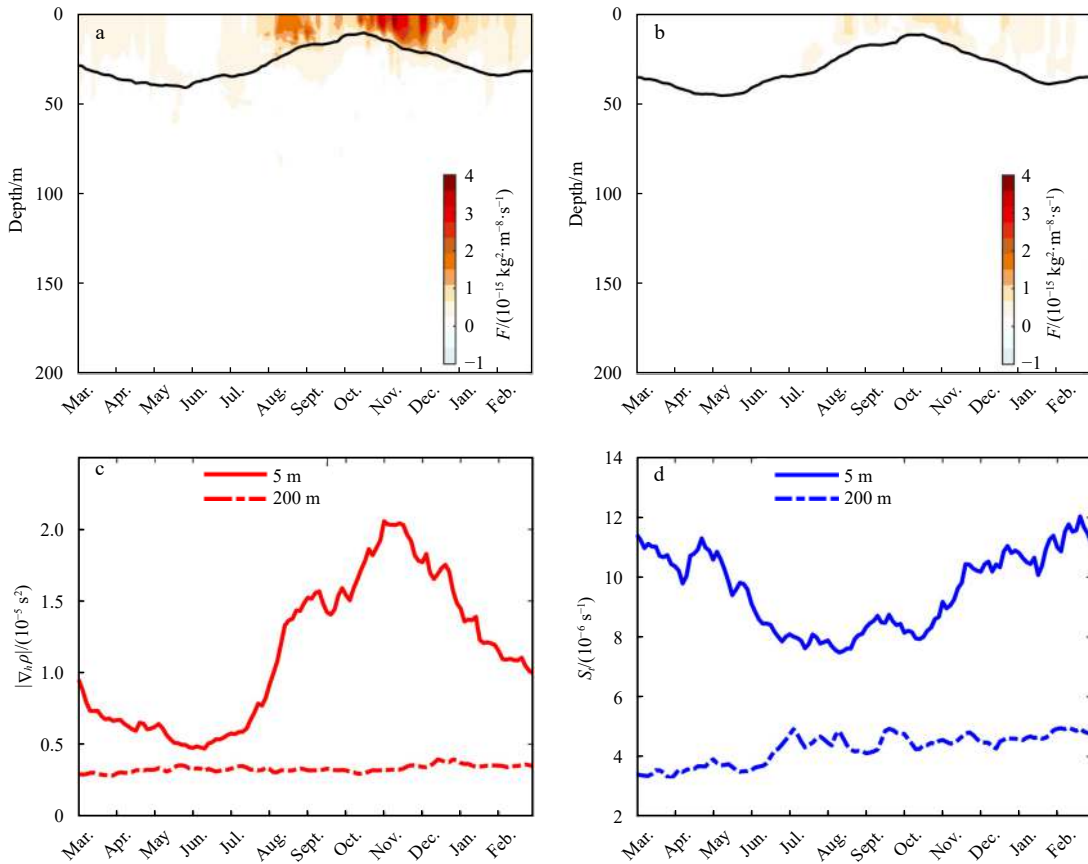 a
0
50
100
150
200
Depth/m
4
3
2
1
0
−1
F/(10⁻¹⁵ kg²·m⁻⁸·s⁻¹)
Mar. Apr. May Jun. Jul. Aug. Sept. Oct. Nov. Dec. Jan. Feb.
b
0
50
100
150
200
Depth/m
4
3
2
1
0
−1
F/(10⁻¹⁵ kg²·m⁻⁸·s⁻¹)
Mar. Apr. May Jun. Jul. Aug. Sept. Oct. Nov. Dec. Jan. Feb.
c
5 m
200 m
2.0
1.5
1.0
0.5
0
|∇ₕρ|/(10⁻⁵ s²)
Mar. Apr. May Jun. Jul. Aug. Sept. Oct. Nov. Dec. Jan. Feb.
d
5 m
200 m
14
12
10
8
6
4
2
Sᵣ/(10⁻⁶ s⁻¹)
Mar. Apr. May Jun. Jul. Aug. Sept. Oct. Nov. Dec. Jan. Feb.